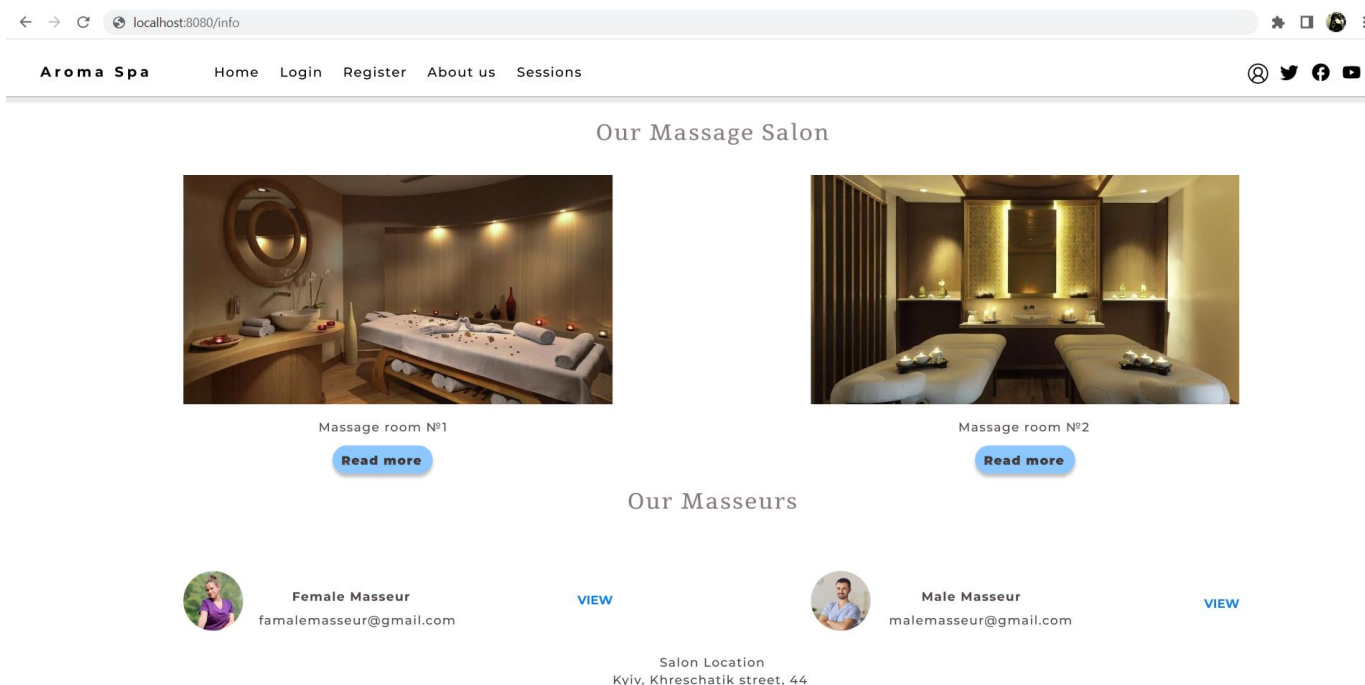 localhost:8080/info
Aroma Spa Home Login Register About us Sessions
Our Massage Salon
Massage room №1 Massage room №2
Read more Read more
Our Masseurs
Female Masseur VIEW Male Masseur VIEW
famalemasseur@gmail.com malemasseur@gmail.com
Salon Location
Kyiv, Khreschatik street, 44